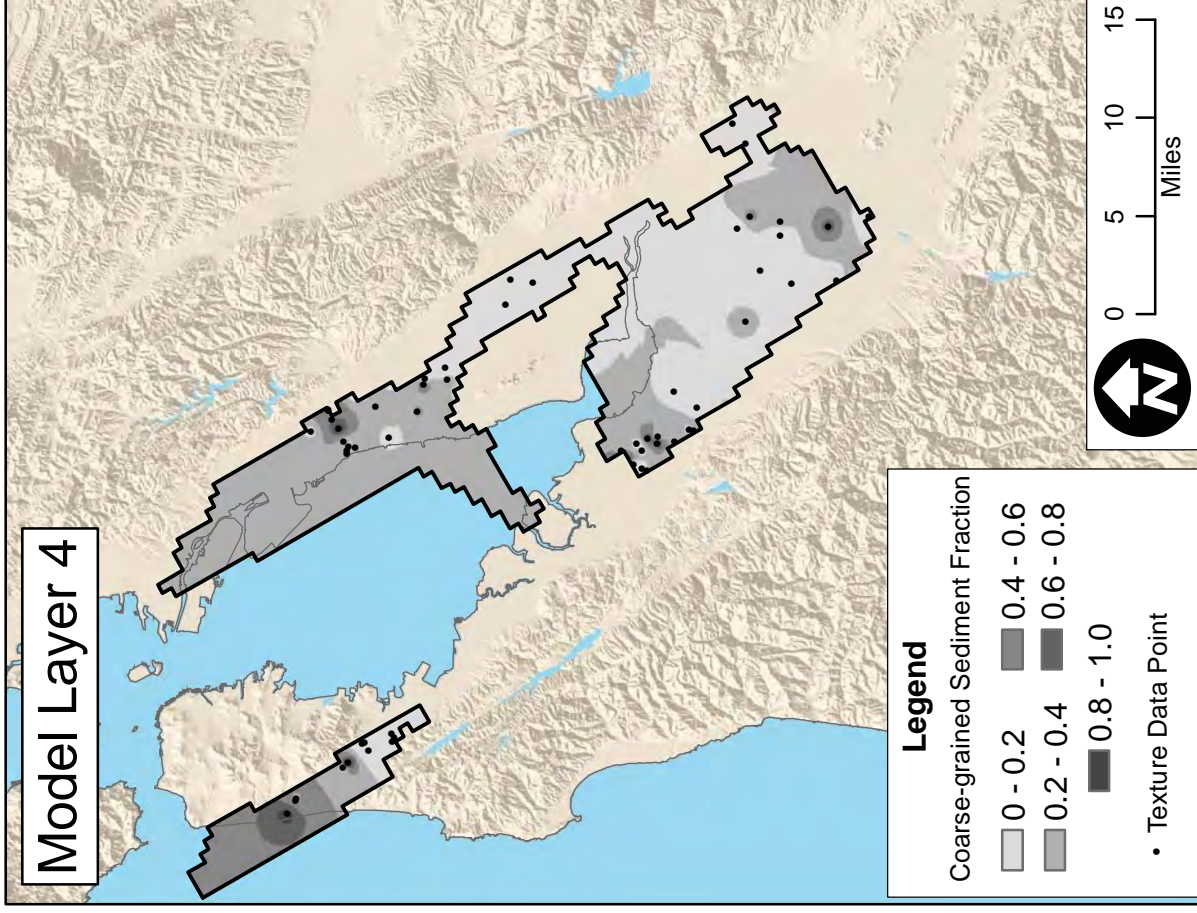 Model Layer 4
Legend
Coarse-grained Sediment Fraction
0 - 0.2
0.4 - 0.6
0.2 - 0.4
0.6 - 0.8
0.8 - 1.0
Texture Data Point
N
0 5 10 15
Miles